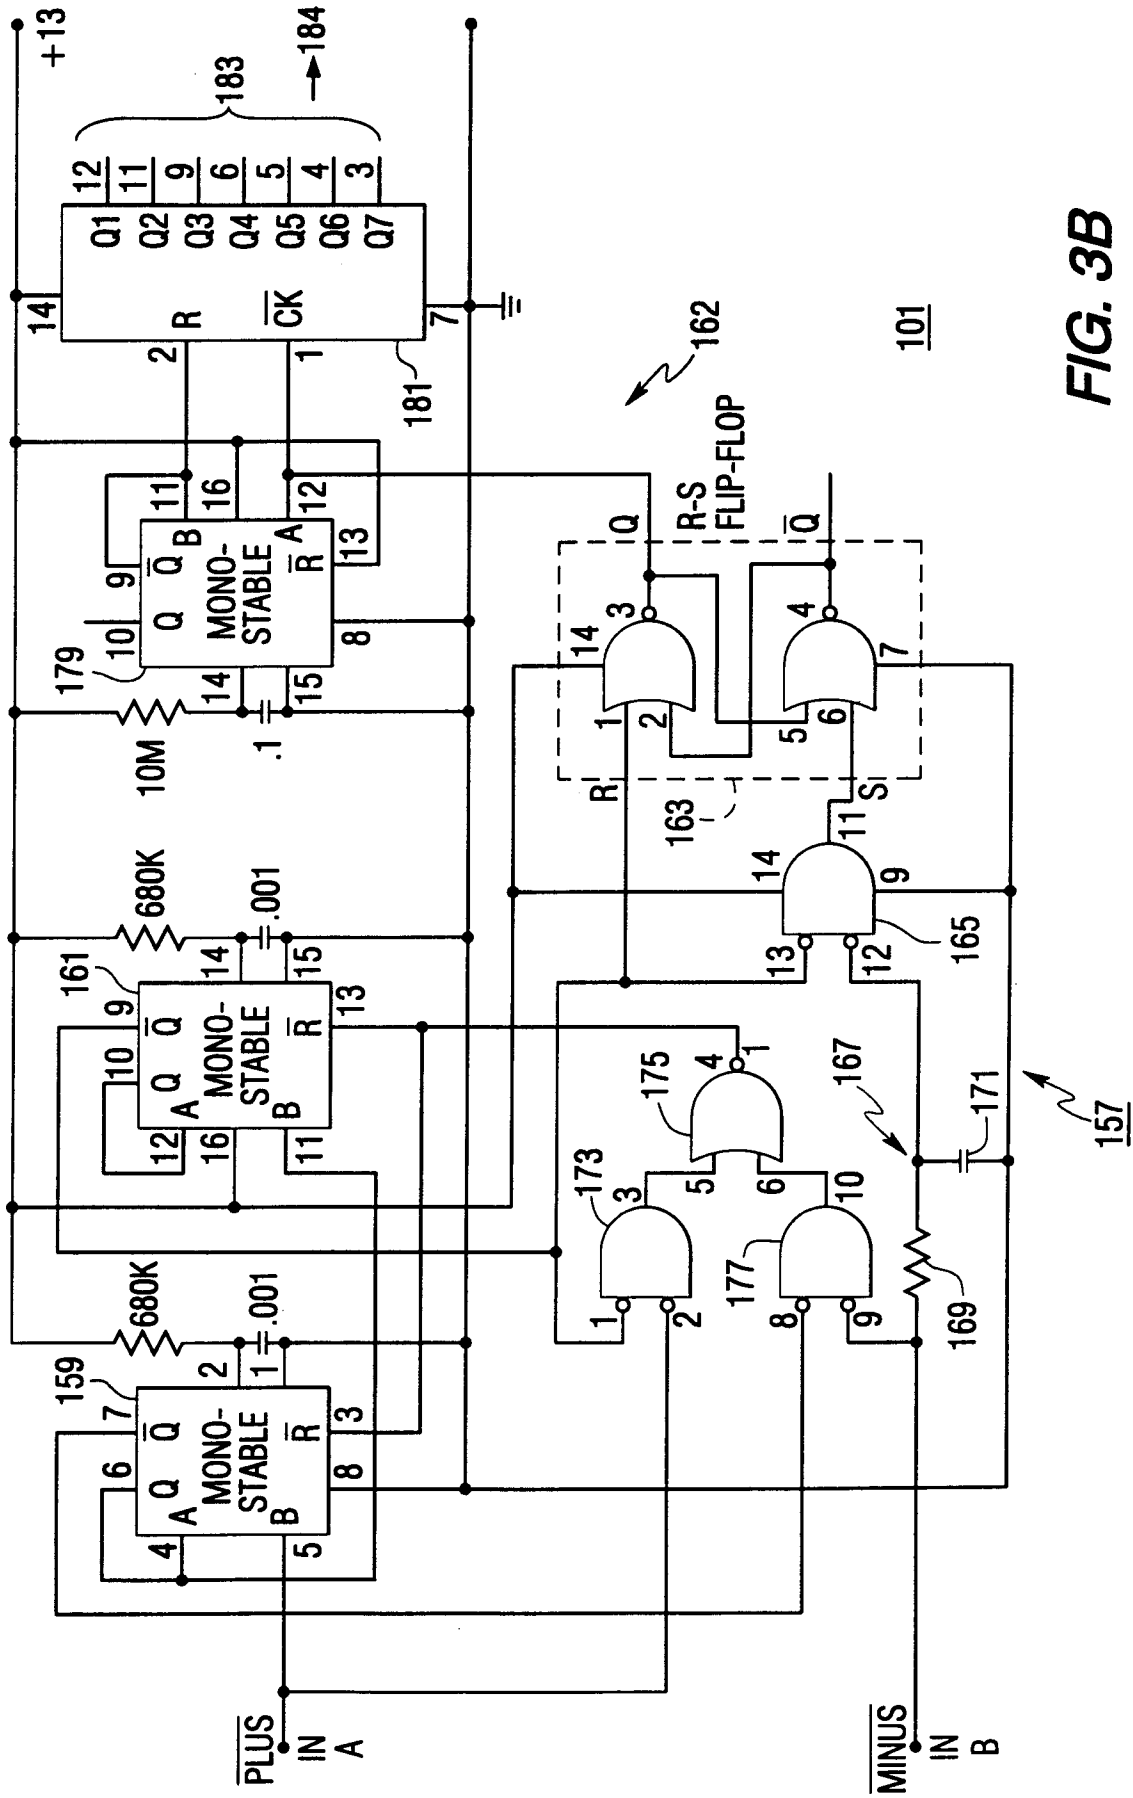 +13
183
184
12
11
9
6
5
4
3
Q1
Q2
Q3
Q4
Q5
Q6
Q7
14
R
CK
7
2
1
181
179
10
9
Q
Q
B
11
16
MONO-
STABLE
A
12
R
13
8
14
15
10M
.1
161
10
9
Q
Q
A
12
16
MONO-
STABLE
B
11
R
13
14
15
680K
.001
159
6
7
Q
Q
A
4
MONO-
STABLE
B
5
R
3
8
2
1
680K
.001
162
101
R-S
FLIP-FLOP
Q
Q
14
3
1
2
4
5
6
7
R
S
163
11
14
9
13
12
165
167
171
157
169
175
4
1
5
6
173
3
1
2
177
10
8
9
PLUS
IN
A
MINUS
IN
B
FIG. 3B